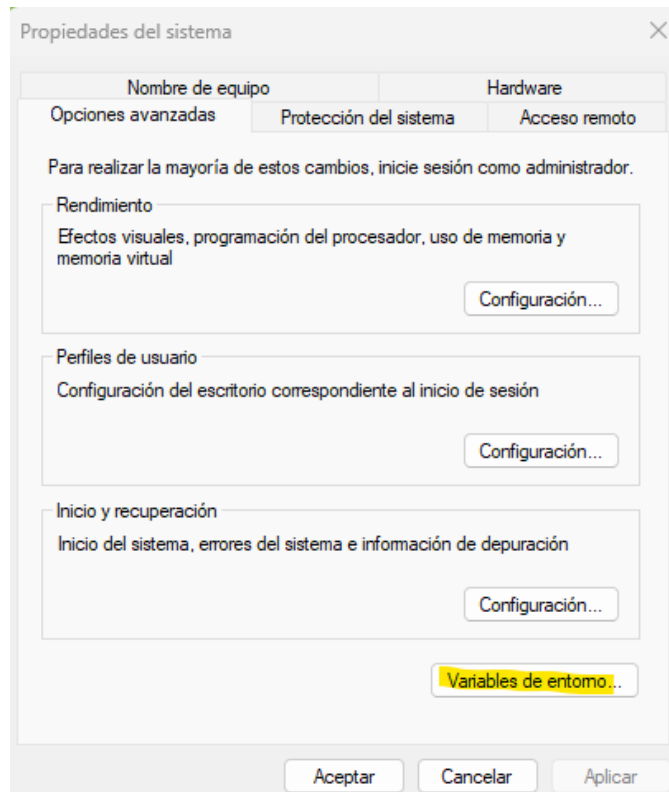 Propiedades del sistema
Nombre de equipo
Hardware
Opciones avanzadas
Protección del sistema
Acceso remoto
Para realizar la mayoría de estos cambios, inicie sesión como administrador.
Rendimiento
Efectos visuales, programación del procesador, uso de memoria y
memoria virtual
Configuración...
Perfiles de usuario
Configuración del escritorio correspondiente al inicio de sesión
Configuración...
Inicio y recuperación
Inicio del sistema, errores del sistema e información de depuración
Configuración...
Variables de entorno...
Aceptar
Cancelar
Aplicar